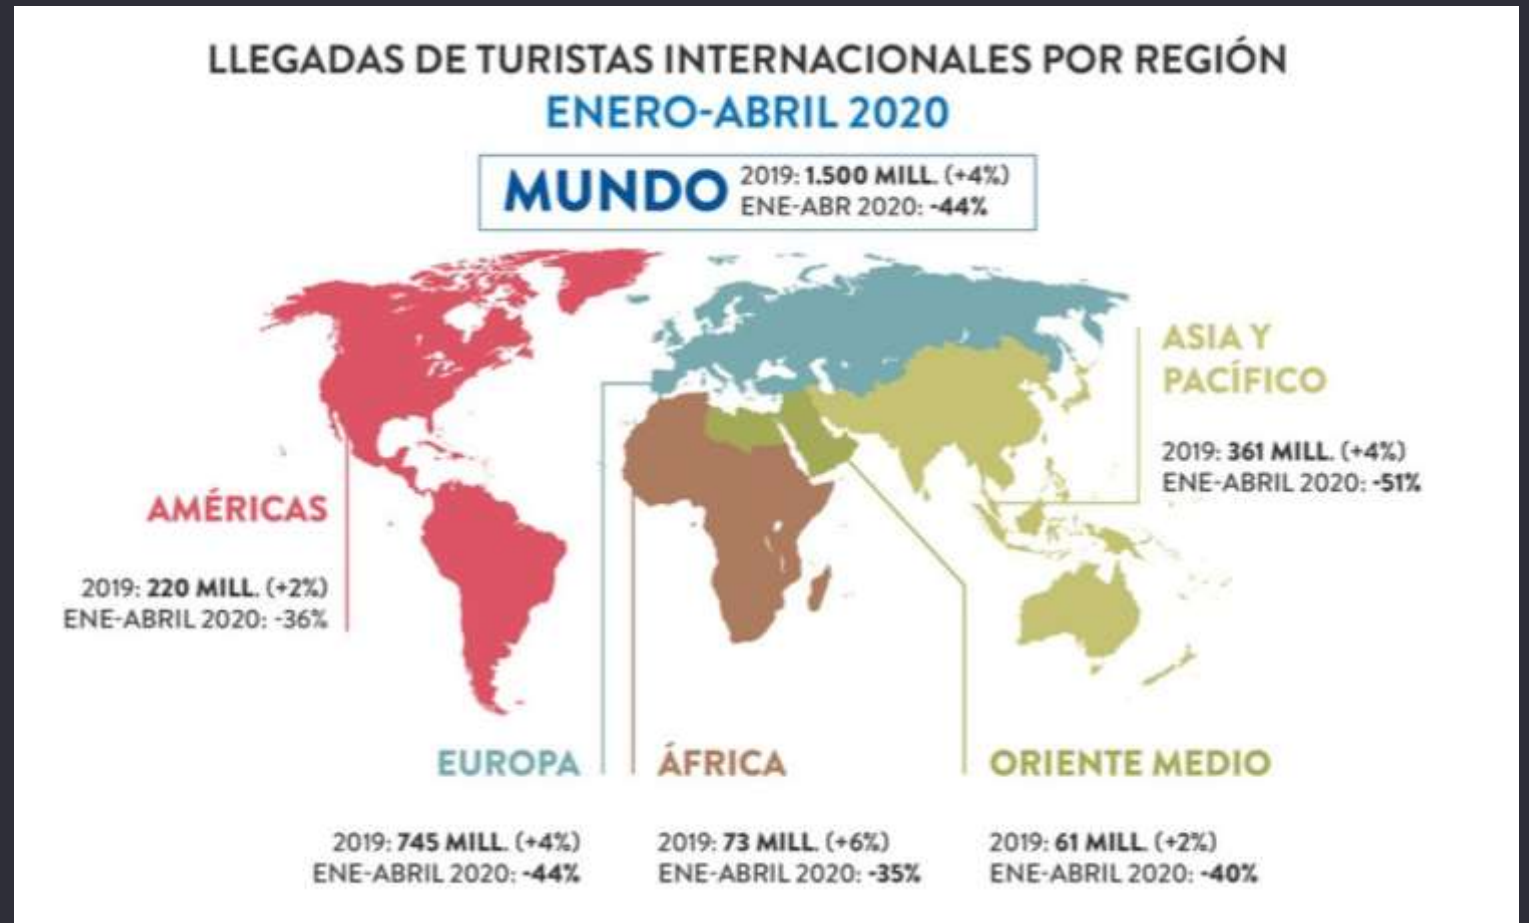 LLEGADAS DE TURISTAS INTERNACIONALES POR REGIÓN
ENERO-ABRIL 2020
MUNDO
2019: 1.500 MILL. (+4%)
ENE-ABR 2020: -44%
ASIA Y
PACÍFICO
2019: 361 MILL. (+4%)
ENE-ABRIL 2020: -51%
AMÉRICAS
2019: 220 MILL. (+2%)
ENE-ABRIL 2020: -36%
EUROPA
2019: 745 MILL. (+4%)
ENE-ABRIL 2020: -44%
ÁFRICA
2019: 73 MILL. (+6%)
ENE-ABRIL 2020: -35%
ORIENTE MEDIO
2019: 61 MILL. (+2%)
ENE-ABRIL 2020: -40%